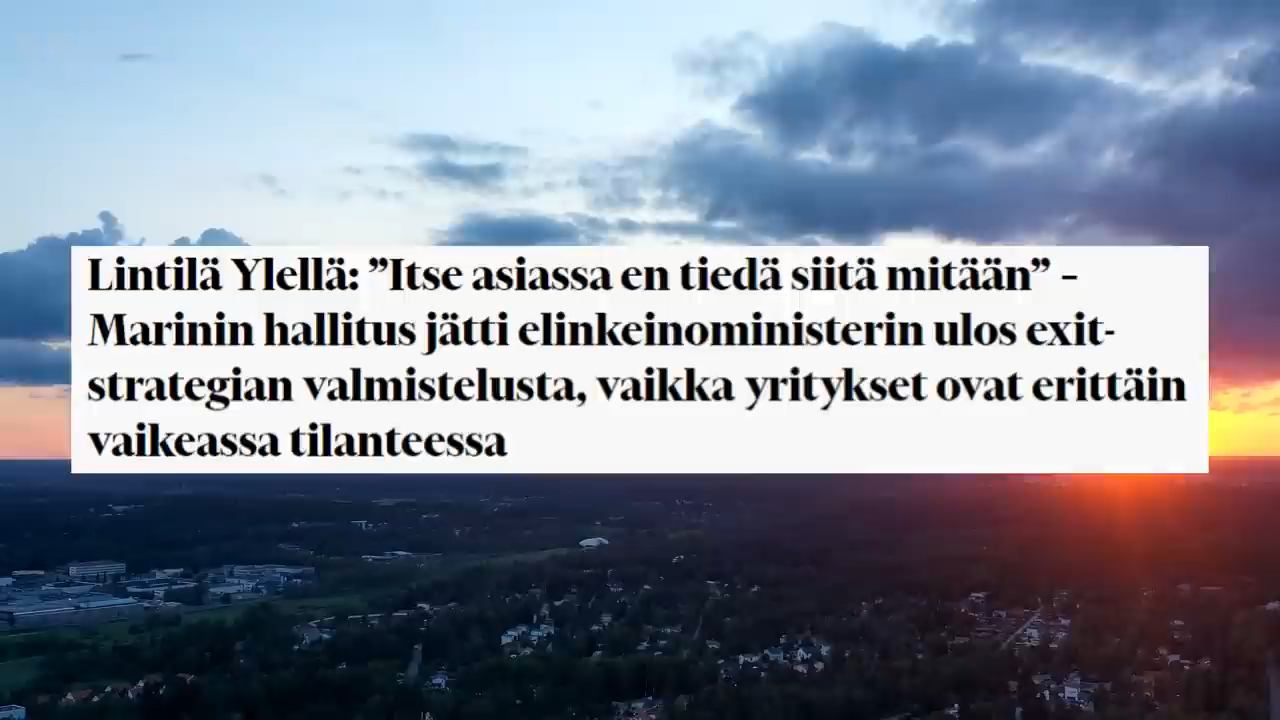 Lintilä Ylellä: ”Itse asiassa en tiedä siitä mitään” –
Marinin hallitus jätti elinkeinoministerin ulos exit-
strategian valmistelusta, vaikka yritykset ovat erittäin
vaikeassa tilanteessa